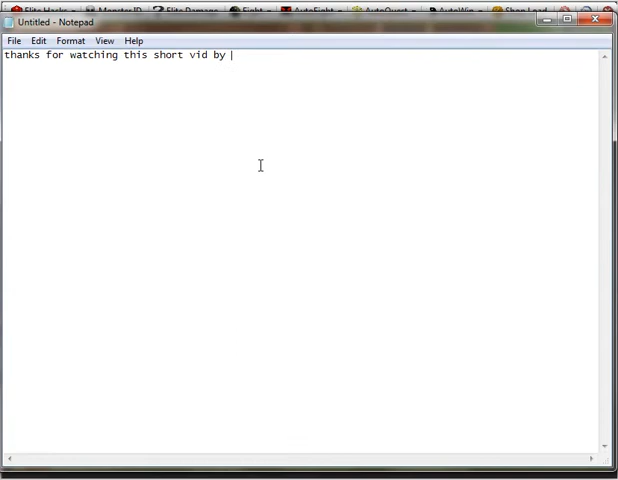 Untitled - Notepad
File Edit Format View Help
thanks for watching this short vid by